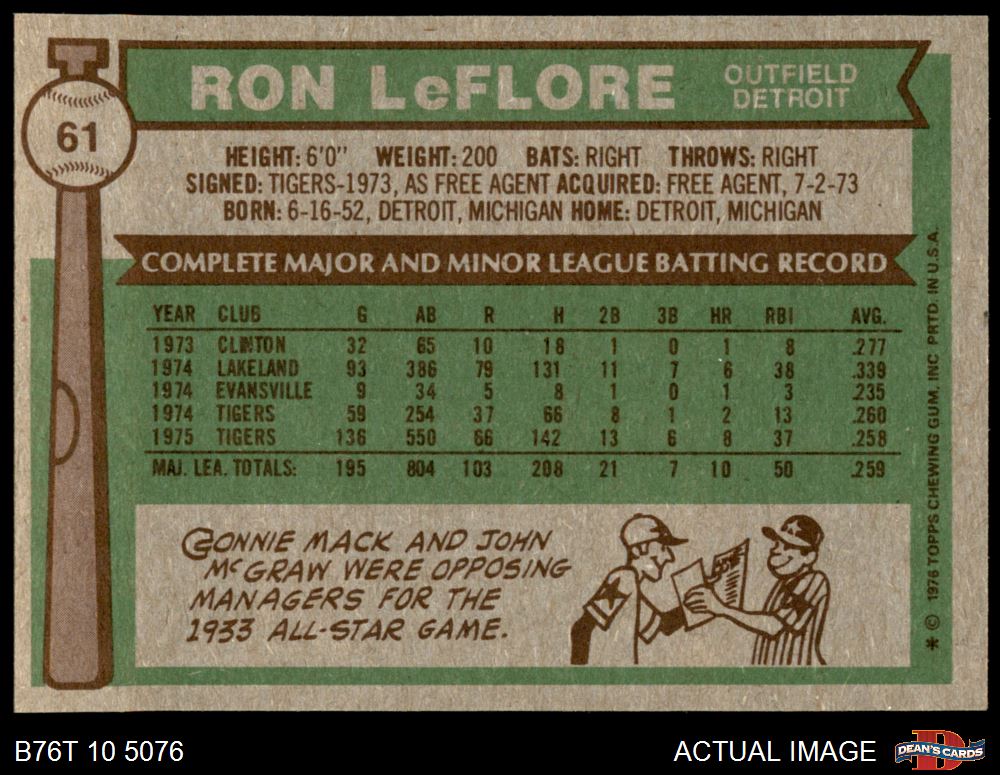 61
RON LeFLORE
OUTFIELD
DETROIT
HEIGHT: 6'0" WEIGHT: 200 BATS: RIGHT THROWS: RIGHT
SIGNED: TIGERS-1973, AS FREE AGENT ACQUIRED: FREE AGENT, 7-2-73
BORN: 6-16-52, DETROIT, MICHIGAN HOME: DETROIT, MICHIGAN
COMPLETE MAJOR AND MINOR LEAGUE BATTING RECORD
YEAR CLUB G AB R H 2B 3B HR RBI AVG.
1973 CLINTON 32 65 10 18 1 0 1 8 .277
1974 LAKELAND 93 386 79 131 11 7 6 38 .339
1974 EVANSVILLE 9 34 5 8 1 0 1 3 .235
1974 TIGERS 59 254 37 66 8 1 2 13 .260
1975 TIGERS 136 550 66 142 13 6 8 37 .258
MAJ. LEA. TOTALS: 195 804 103 208 21 7 10 50 .259
CONNIE MACK AND JOHN
McGRAW WERE OPPOSING
MANAGERS FOR THE
1933 ALL-STAR GAME.
* © 1976 TOPPS CHEWING GUM, INC. PRTD. IN U.S.A.
B76T 10 5076
ACTUAL IMAGE
DEAN'S CARDS